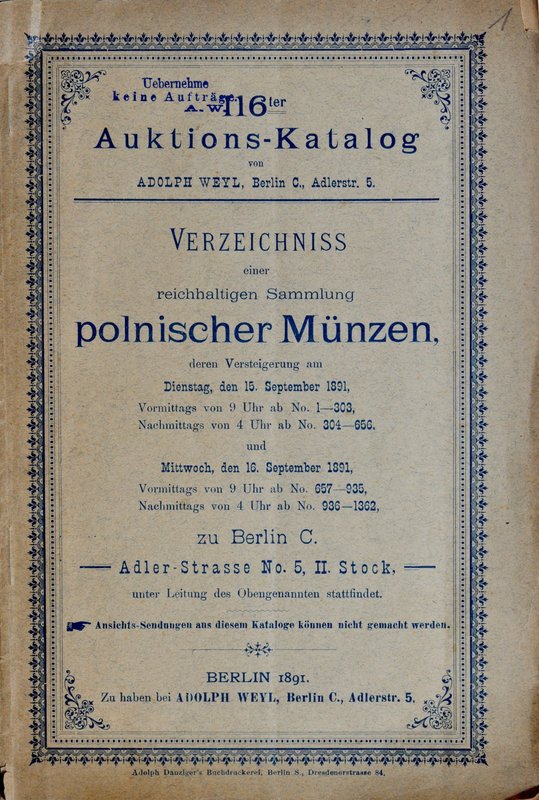 1
Uebernehme
keine Aufträge.
A. W.
116ter
Auktions-Katalog
von
ADOLPH WEYL, Berlin C., Adlerstr. 5.
VERZEICHNISS
einer
reichhaltigen Sammlung
polnischer Münzen,
deren Versteigerung am
Dienstag, den 15. September 1891,
Vormittags von 9 Uhr ab No. 1—303,
Nachmittags von 4 Uhr ab No. 304—656.
und
Mittwoch, den 16. September 1891,
Vormittags von 9 Uhr ab No. 657—935,
Nachmittags von 4 Uhr ab No. 936—1362,
zu Berlin C.
Adler-Strasse No. 5, II. Stock,
unter Leitung des Obengenannten stattfindet.
Ansichts-Sendungen aus diesem Kataloge können nicht gemacht werden.
BERLIN 1891.
Zu haben bei ADOLPH WEYL, Berlin C., Adlerstr. 5.
Adolph Danziger's Buchdruckerei, Berlin S., Dresdenerstrasse 84.